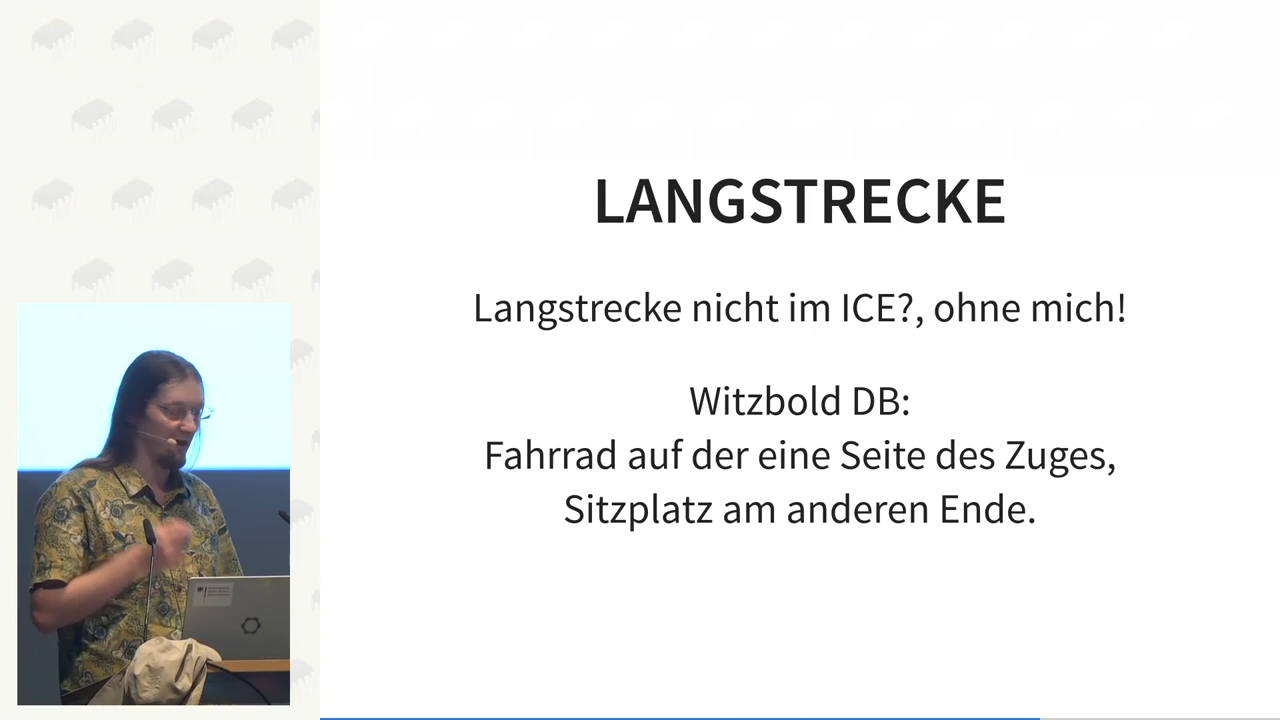 LANGSTRECKE
Langstrecke nicht im ICE?, ohne mich!
Witzbold DB:
Fahrrad auf der eine Seite des Zuges,
Sitzplatz am anderen Ende.